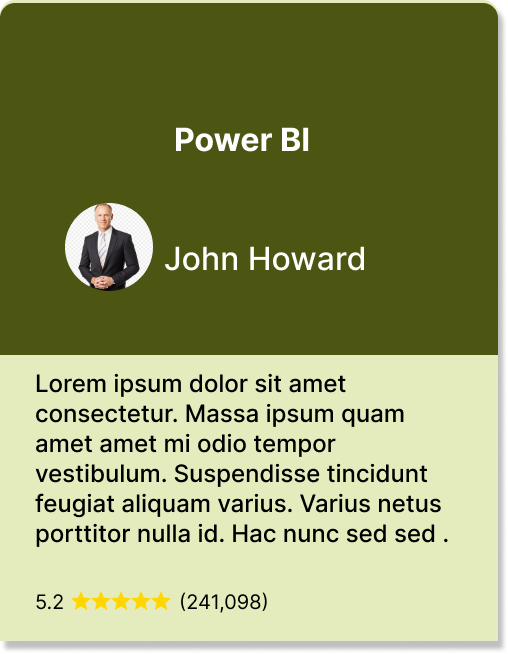 Power BI
John Howard
Lorem ipsum dolor sit amet
consectetur. Massa ipsum quam
amet amet mi odio tempor
vestibulum. Suspendisse tincidunt
feugiat aliquam varius. Varius netus
porttitor nulla id. Hac nunc sed sed .
5.2 ★★★★★ (241,098)